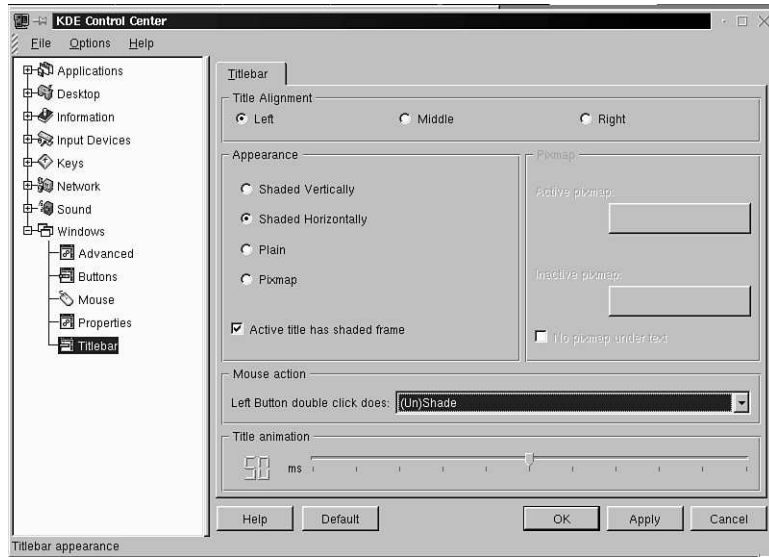 KDE Control Center
File Options Help
Applications
Desktop
Information
Input Devices
Keys
Network
Sound
Windows
Advanced
Buttons
Mouse
Properties
Titlebar
Titlebar
Title Alignment
Left Middle Right
Appearance
Shaded Vertically
Shaded Horizontally
Plain
Pixmap
Active title has shaded frame
Pixmap
Active pixmap:
Inactive pixmap:
No pixmap under text
Mouse action
Left Button double click does: (Un)Shade
Title animation
50 ms
Help Default OK Apply Cancel
Titlebar appearance